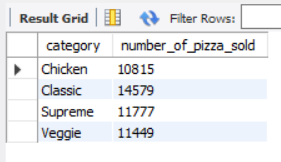 Result Grid Filter Rows:
category number_of_pizza_sold
Chicken 10815
Classic 14579
Supreme 11777
Veggie 11449